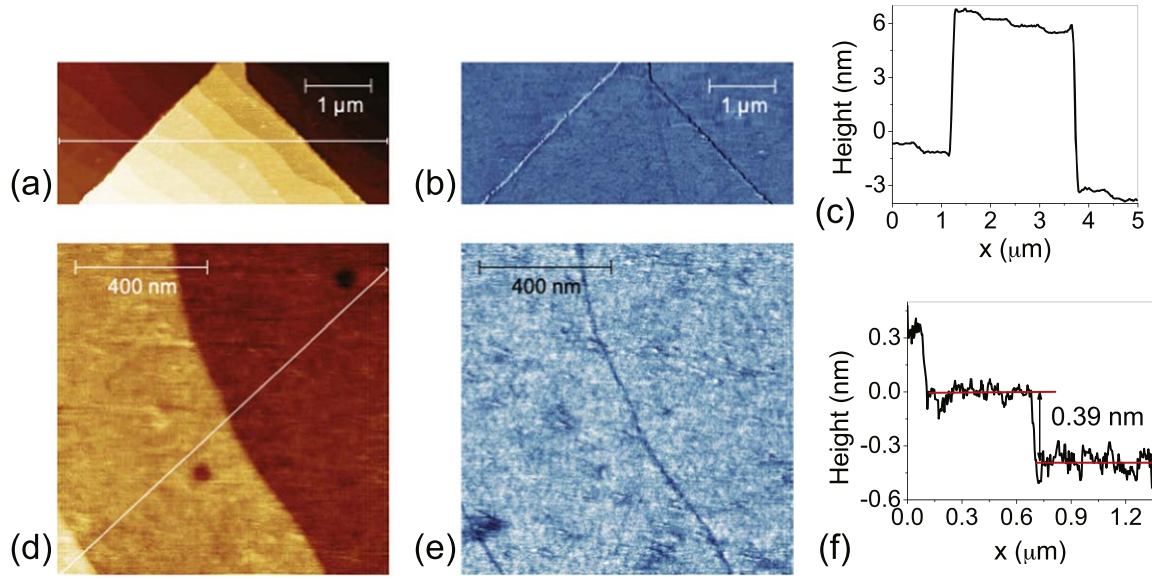 (a)
1 µm
(b)
1 µm
(c)
Height (nm)
6
3
0
-3
0 1 2 3 4 5
x (µm)
(d)
400 nm
(e)
400 nm
(f)
Height (nm)
0.3
0.0
-0.3
-0.6
0.39 nm
0.0 0.3 0.6 0.9 1.2
x (µm)